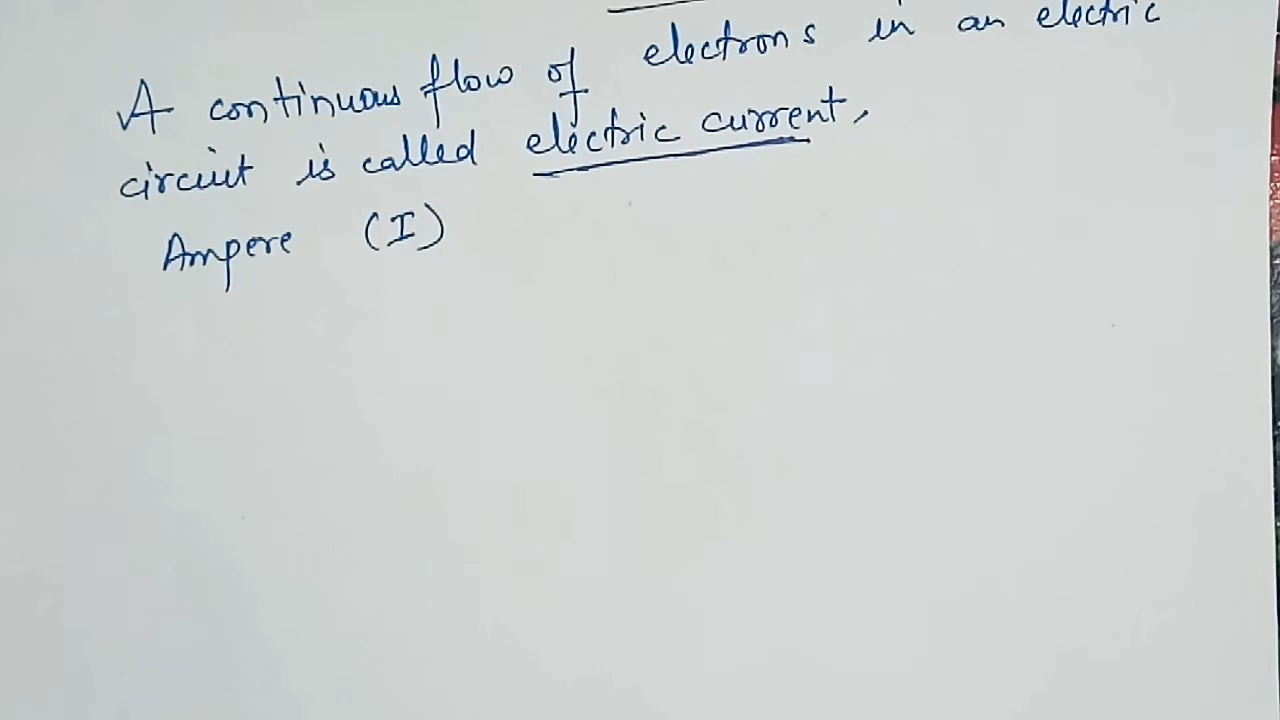 A continuous flow of electrons in an electric
circuit is called electric current,
Ampere (I)